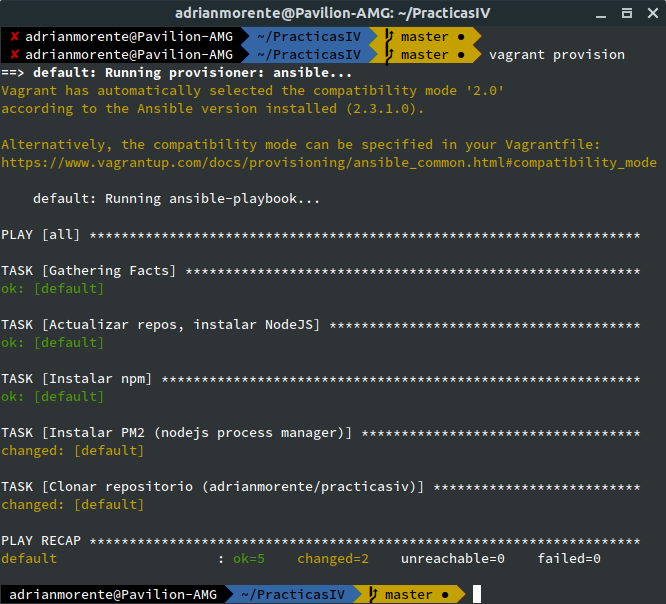 adrianmorente@Pavilion-AMG: ~/PracticasIV
✘ adrianmorente@Pavilion-AMG ~/PracticasIV master ●
✘ adrianmorente@Pavilion-AMG ~/PracticasIV master ● vagrant provision
==> default: Running provisioner: ansible...
Vagrant has automatically selected the compatibility mode '2.0'
according to the Ansible version installed (2.3.1.0).
Alternatively, the compatibility mode can be specified in your Vagrantfile:
https://www.vagrantup.com/docs/provisioning/ansible_common.html#compatibility_mode
default: Running ansible-playbook...
PLAY [all] *********************************************************************
TASK [Gathering Facts] *********************************************************
ok: [default]
TASK [Actualizar repos, instalar NodeJS] ***************************************
ok: [default]
TASK [Instalar npm] ************************************************************
ok: [default]
TASK [Instalar PM2 (nodejs process manager)] ***********************************
changed: [default]
TASK [Clonar repositorio (adrianmorente/practicasiv)] **************************
changed: [default]
PLAY RECAP *********************************************************************
default : ok=5 changed=2 unreachable=0 failed=0
adrianmorente@Pavilion-AMG ~/PracticasIV master ●